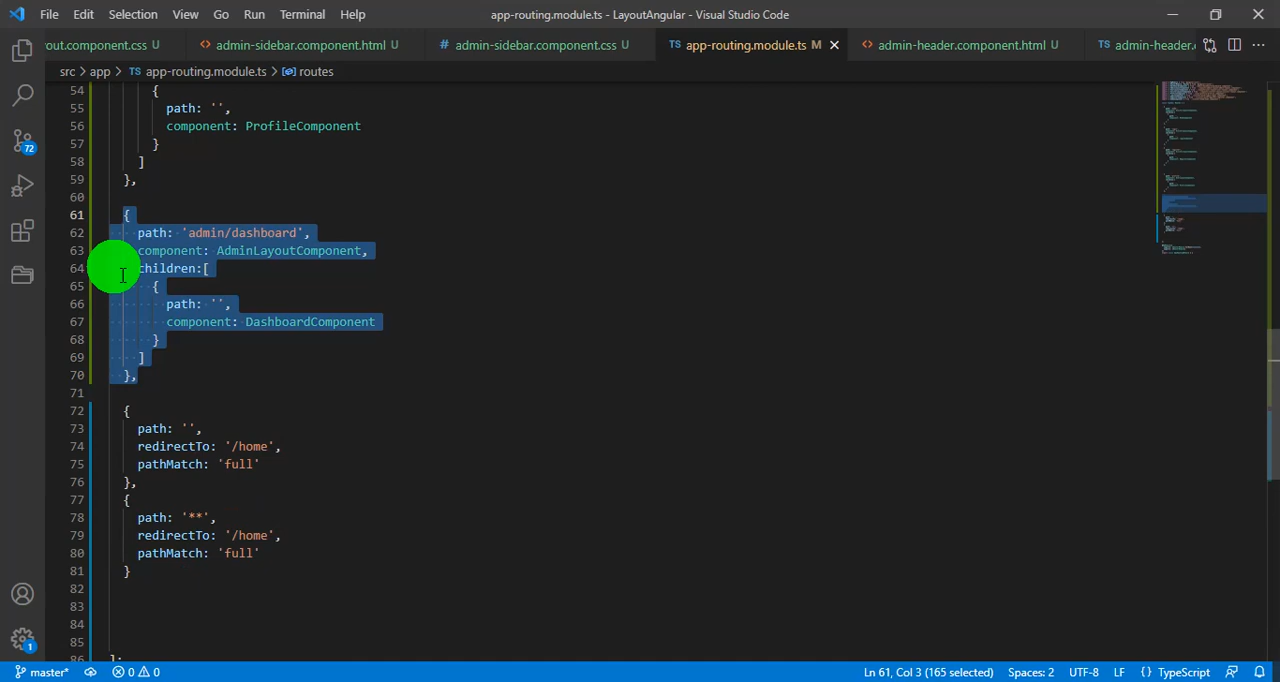 File Edit Selection View Go Run Terminal Help
app-routing.module.ts - LayoutAngular - Visual Studio Code
out.component.css U
admin-sidebar.component.html U
admin-sidebar.component.css U
app-routing.module.ts M
admin-header.component.html U
admin-header.
src > app > app-routing.module.ts > routes
54 {
55 path: '',
56 component: ProfileComponent
57 }
58 ]
59 },
60
61 {
62 path: 'admin/dashboard',
63 component: AdminLayoutComponent,
64 children:[
65 {
66 path: '',
67 component: DashboardComponent
68 }
69 ]
70 },
71
72 {
73 path: '',
74 redirectTo: '/home',
75 pathMatch: 'full'
76 },
77 {
78 path: '**',
79 redirectTo: '/home',
80 pathMatch: 'full'
81 }
82
83
84
85
86 ];
72
1
master* 0 0 Ln 61, Col 3 (165 selected) Spaces: 2 UTF-8 LF {} TypeScript